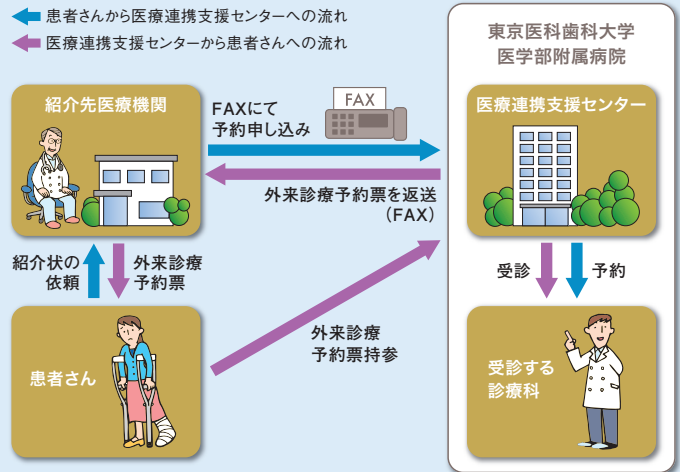 患者さんから医療連携支援センターへの流れ
医療連携支援センターから患者さんへの流れ
東京医科歯科大学
医学部附属病院
紹介先医療機関
FAXにて
予約申し込み
FAX
医療連携支援センター
外来診療予約票を返送
(FAX)
紹介状の
依頼
外来診療
予約票
受診
予約
外来診療
予約票持参
患者さん
受診する
診療科